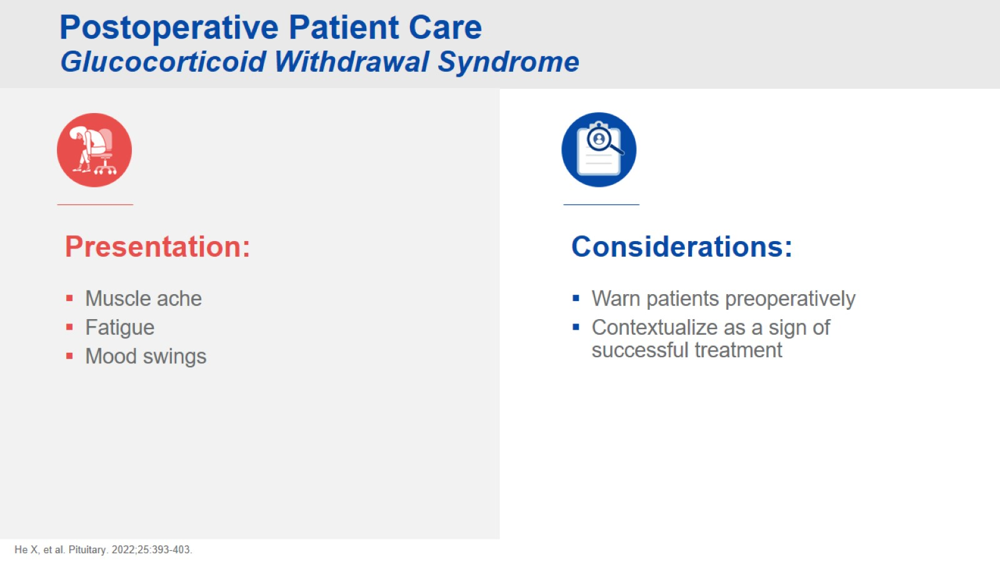 Postoperative Patient Care
Glucocorticoid Withdrawal Syndrome
Presentation:
▪ Muscle ache
▪ Fatigue
▪ Mood swings
Considerations:
▪ Warn patients preoperatively
▪ Contextualize as a sign of
successful treatment
He X, et al. Pituitary. 2022;25:393-403.